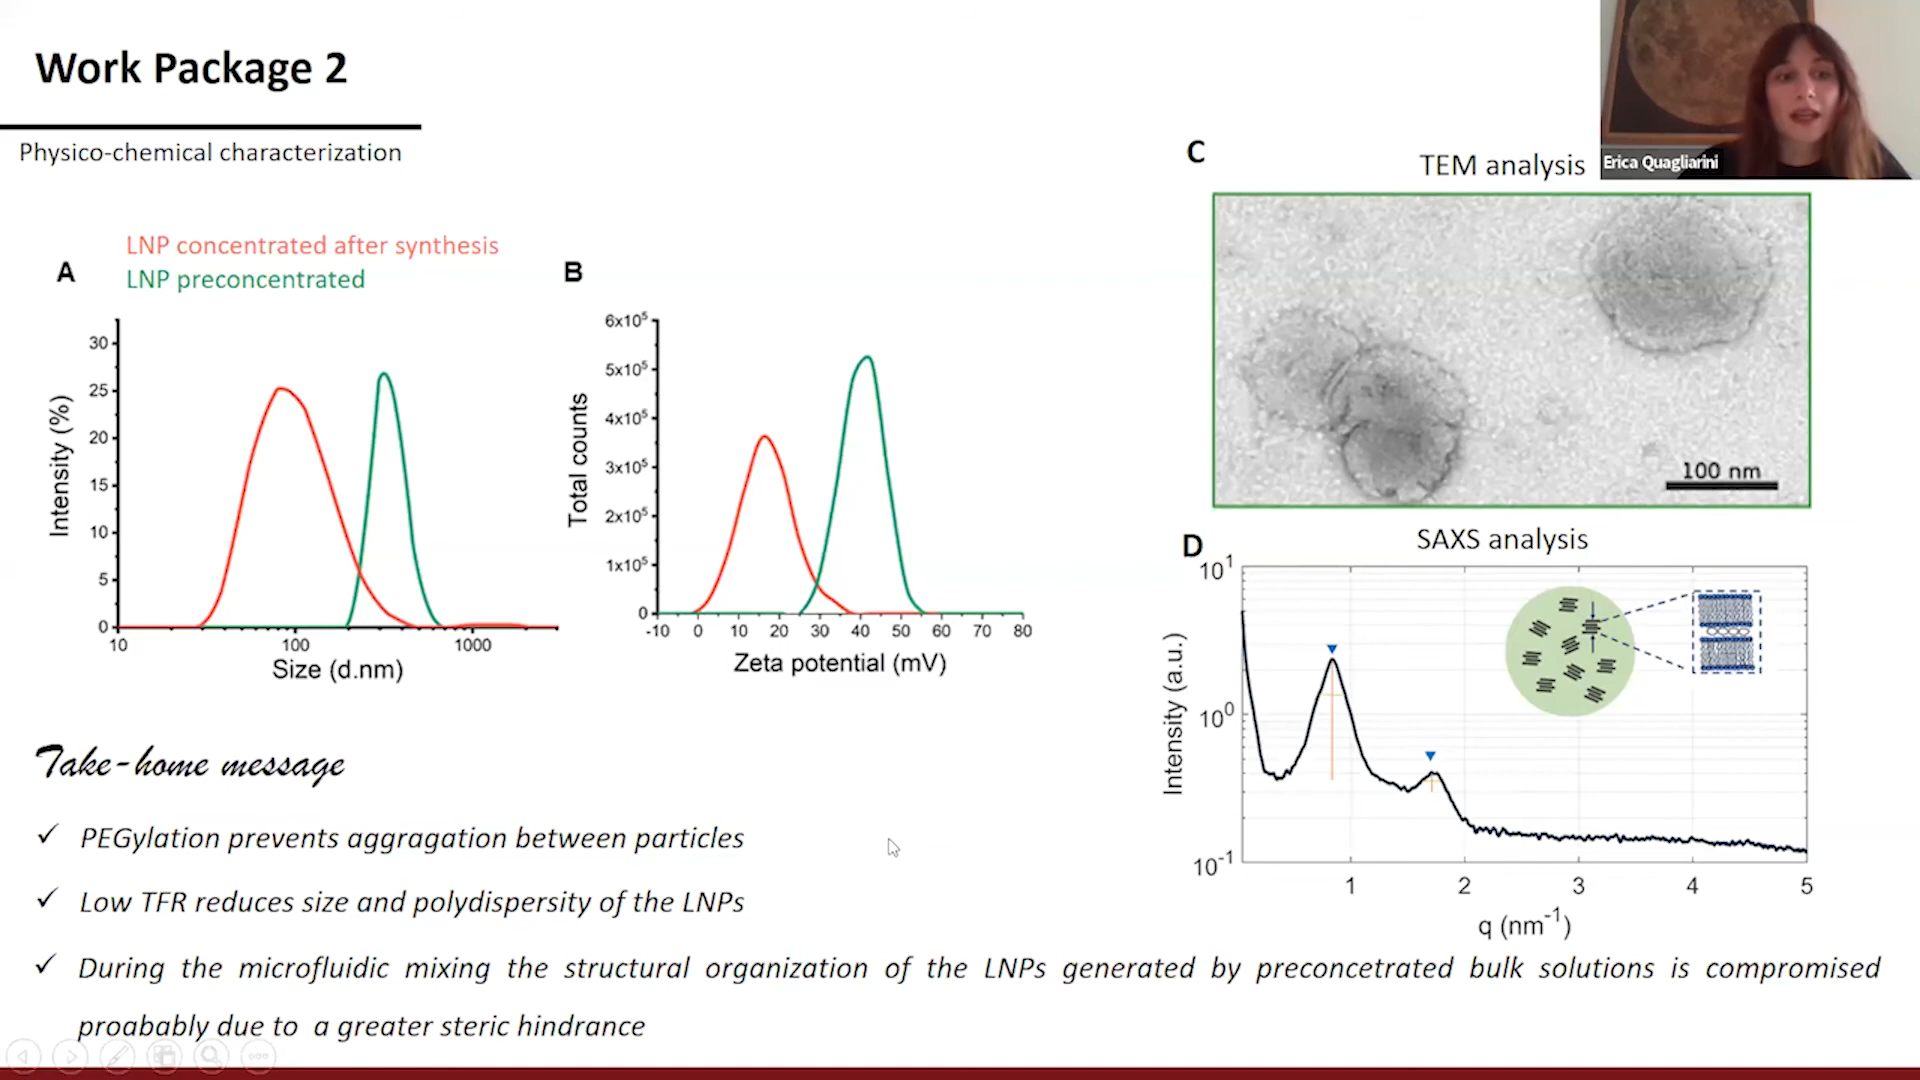 Work Package 2
Physico-chemical characterization
Erica Quagliarini
LNP concentrated after synthesis
LNP preconcentrated
A
30
25
20
15
10
5
0
Intensity (%)
10
100
1000
Size (d.nm)
B
6x10⁵
5x10⁵
4x10⁵
3x10⁵
2x10⁵
1x10⁵
0
Total counts
-10 0 10 20 30 40 50 60 70 80
Zeta potential (mV)
C
TEM analysis
100 nm
D
SAXS analysis
10¹
10⁰
10⁻¹
Intensity (a.u.)
1 2 3 4 5
q (nm⁻¹)
Take-home message
✓ PEGylation prevents aggragation between particles
✓ Low TFR reduces size and polydispersity of the LNPs
✓ During the microfluidic mixing the structural organization of the LNPs generated by preconcetrated bulk solutions is compromised
proabably due to a greater steric hindrance